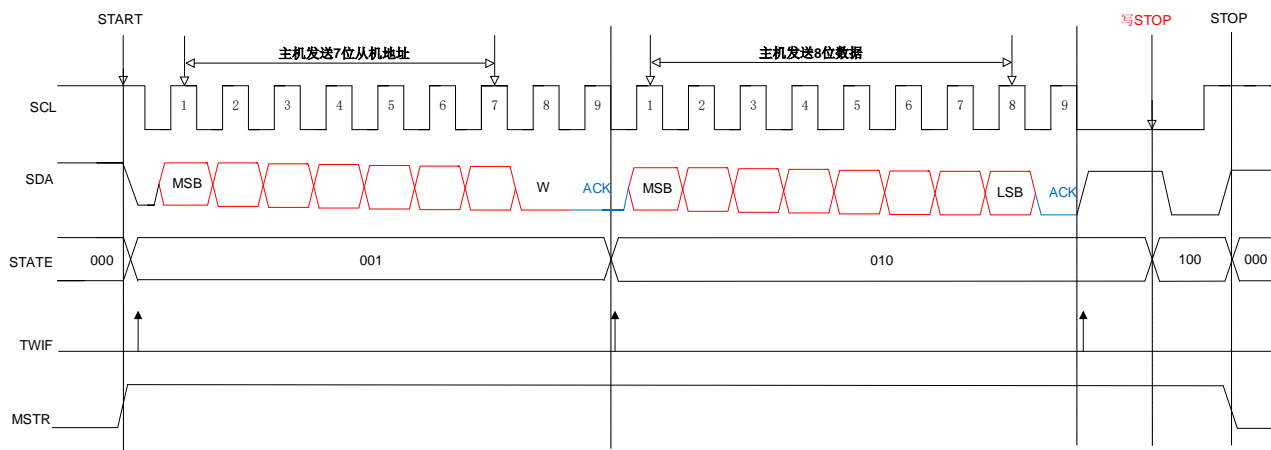 START 写STOP STOP
主机发送7位从机地址 主机发送8位数据
SCL 1 2 3 4 5 6 7 8 9 1 2 3 4 5 6 7 8 9
SDA MSB W ACK MSB LSB ACK
STATE 000 001 010 100 000
TWIF
MSTR